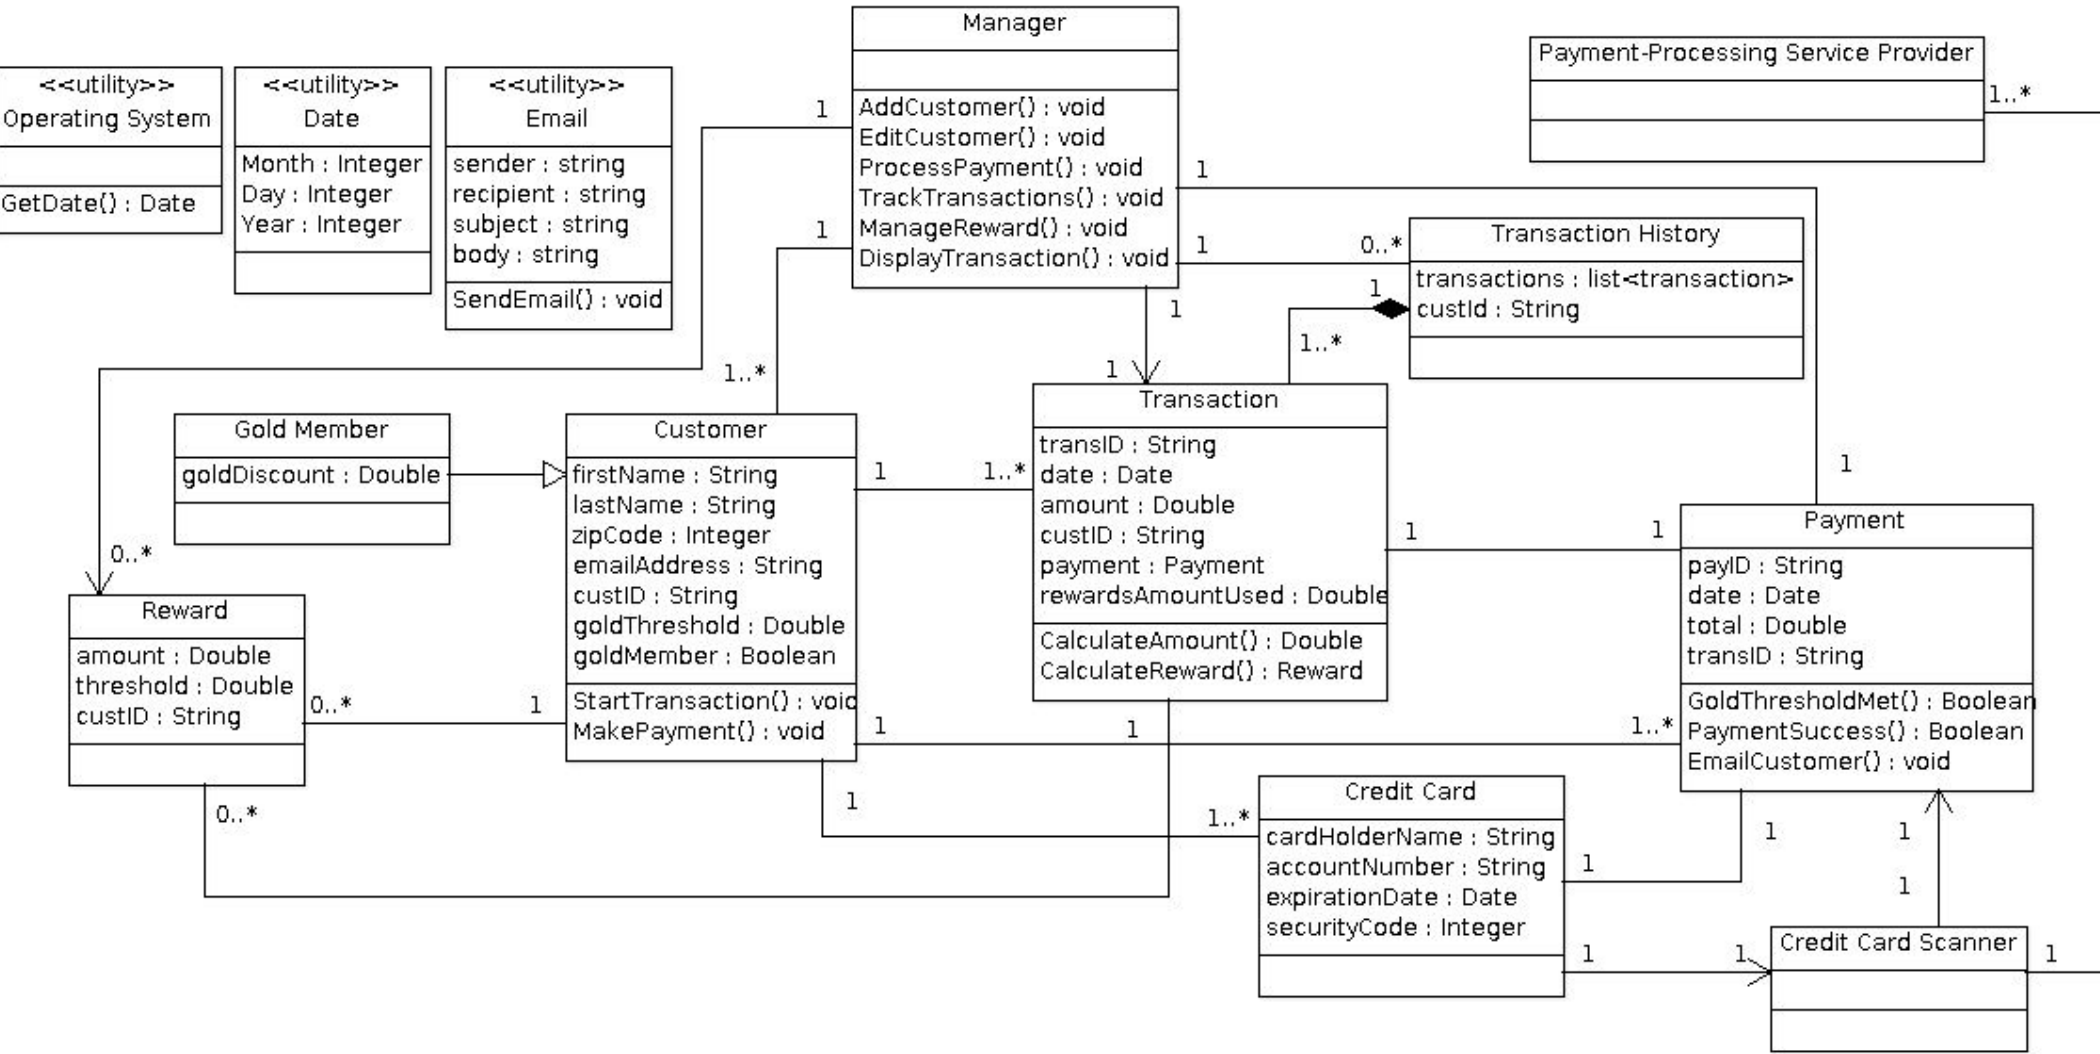 Manager
AddCustomer() : void
EditCustomer() : void
ProcessPayment() : void
TrackTransactions() : void
ManageReward() : void
DisplayTransaction() : void
Payment-Processing Service Provider
1..*
<<utility>>
Operating System
GetDate() : Date
<<utility>>
Date
Month : Integer
Day : Integer
Year : Integer
<<utility>>
Email
sender : string
recipient : string
subject : string
body : string
SendEmail() : void
1
1
1
1
0..*
1
1
1..*
Transaction History
transactions : list<transaction>
custId : String
1..*
1
Gold Member
goldDiscount : Double
Customer
firstName : String
lastName : String
zipCode : Integer
emailAddress : String
custID : String
goldThreshold : Double
goldMember : Boolean
StartTransaction() : void
MakePayment() : void
1
1..*
Transaction
transID : String
date : Date
amount : Double
custID : String
payment : Payment
rewardsAmountUsed : Double
CalculateAmount() : Double
CalculateReward() : Reward
1
1
1
Payment
payID : String
date : Date
total : Double
transID : String
GoldThresholdMet() : Boolean
PaymentSuccess() : Boolean
EmailCustomer() : void
0..*
Reward
amount : Double
threshold : Double
custID : String
0..*
1
1
1
1..*
0..*
1
1..*
Credit Card
cardHolderName : String
accountNumber : String
expirationDate : Date
securityCode : Integer
1
1
1
1
1
1
Credit Card Scanner
1